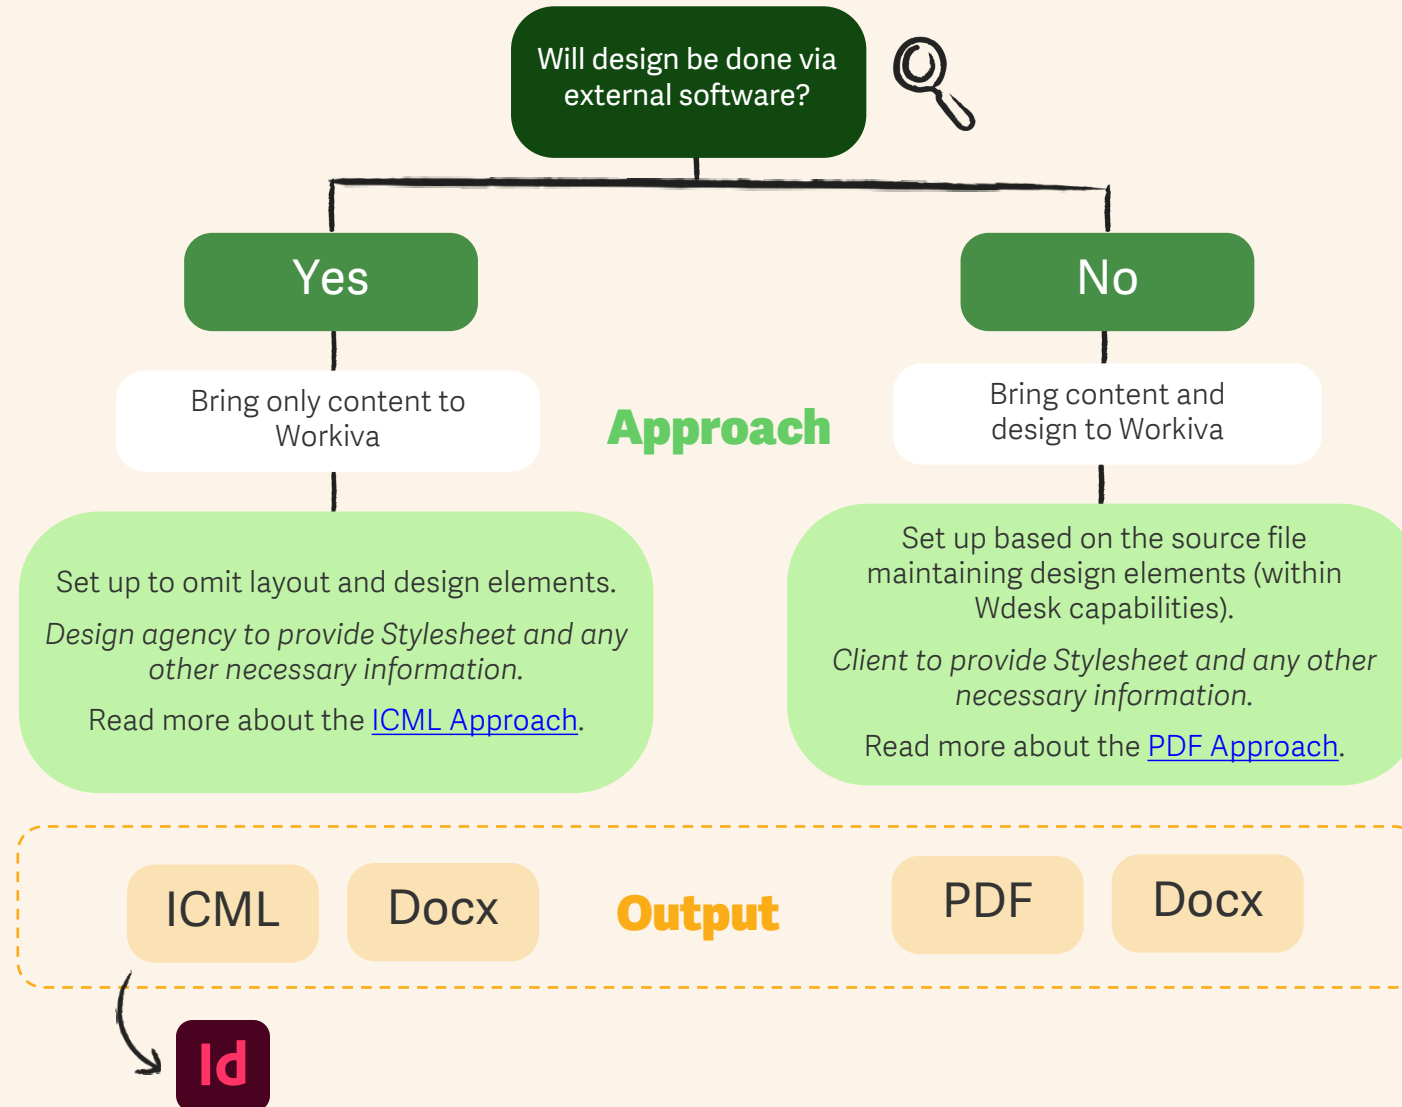 Will design be done via
external software?
Yes
No
Bring only content to
Workiva
Approach
Bring content and
design to Workiva
Set up to omit layout and design elements.
Design agency to provide Stylesheet and any
other necessary information.
Read more about the ICML Approach.
Set up based on the source file
maintaining design elements (within
Wdesk capabilities).
Client to provide Stylesheet and any other
necessary information.
Read more about the PDF Approach.
ICML
Docx
Output
PDF
Docx
Id